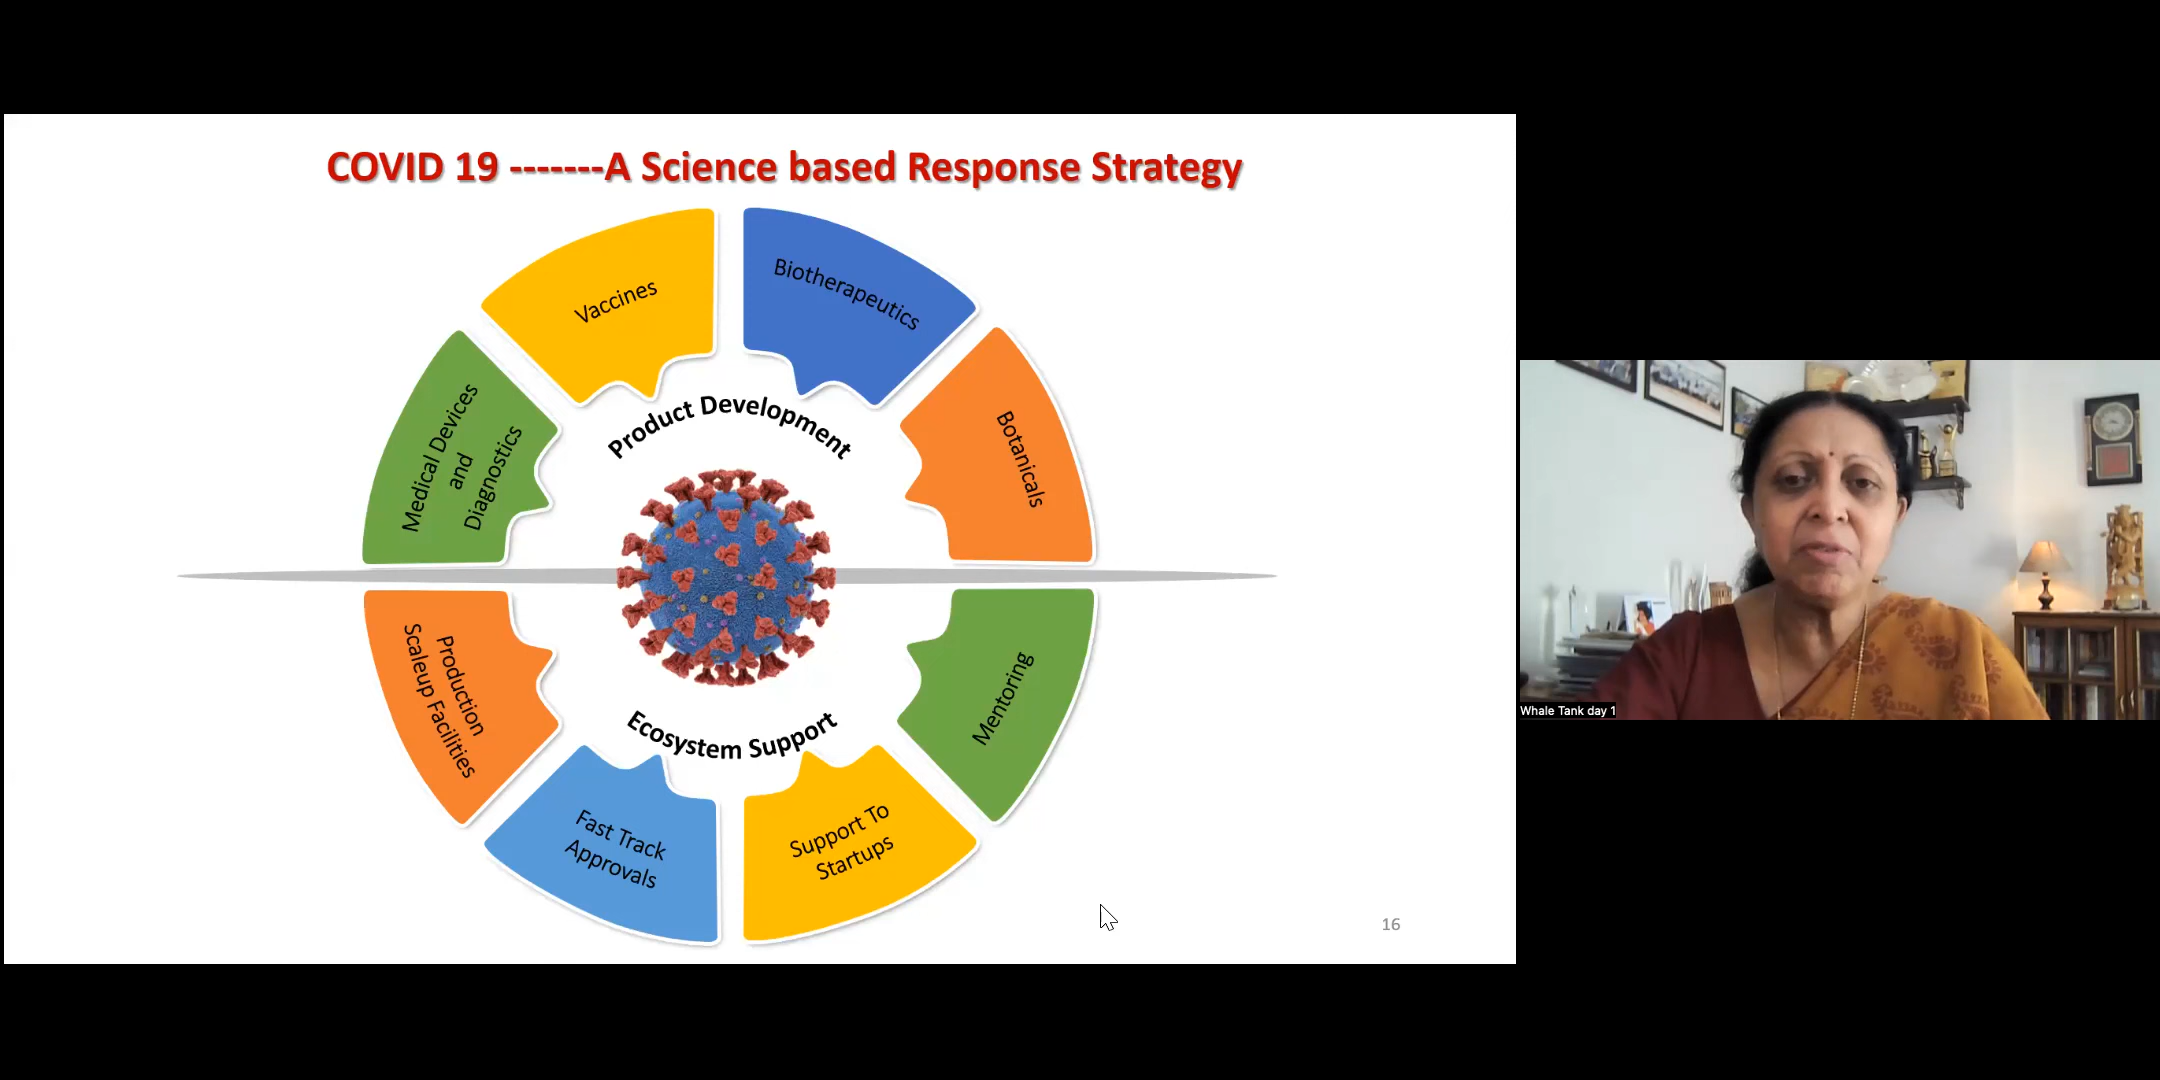 COVID 19 -------A Science based Response Strategy
Vaccines
Biotherapeutics
Medical Devices
and
Diagnostics
Botanicals
Product Development
Production
Scaleup Facilities
Mentoring
Ecosystem Support
Fast Track
Approvals
Support To
Startups
16
Whale Tank day 1